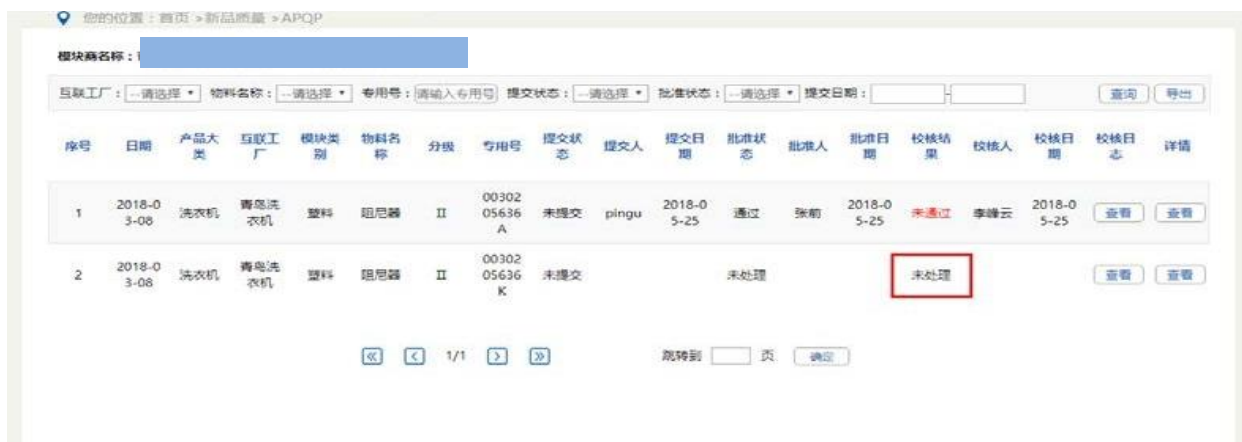 您的位置：首页 >新品质量 >APQP
模块商名称：
互联工厂： --请选择 物料名称： --请选择 专用号： 请输入专用号 提交状态： --请选择 批准状态： --请选择 提交日期： - 查询 导出
序号 日期 产品大类 互联工厂 模块类别 物料名称 分级 专用号 提交状态 提交人 提交日期 批准状态 批准人 批准日期 校核结果 校核人 校核日期 校核日志 详情
1 2018-03-08 洗衣机 青岛洗衣机 塑料 阻尼器 II 0030205636A 未提交 pingu 2018-05-25 通过 张前 2018-05-25 未通过 李峰云 2018-05-25 查看 查看
2 2018-03-08 洗衣机 青岛洗衣机 塑料 阻尼器 II 0030205636K 未提交 未处理 未处理 查看 查看
1/1 跳转到 页 确定